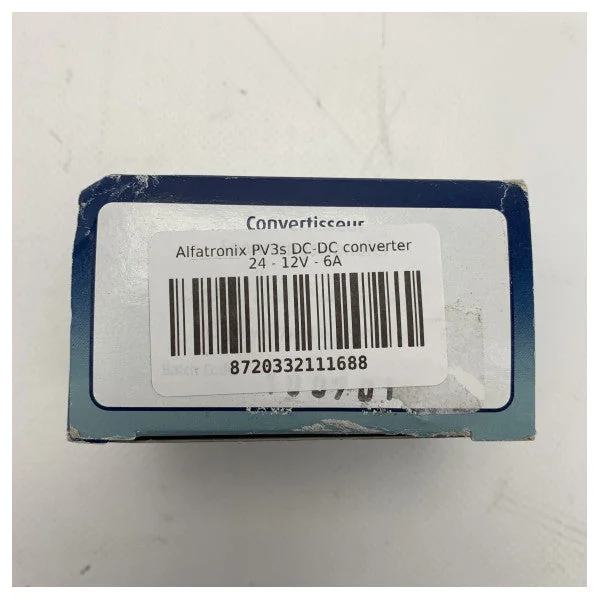 Convertisseur
Alfatronix PV3s DC-DC converter
24 - 12V - 6A
8720332111688